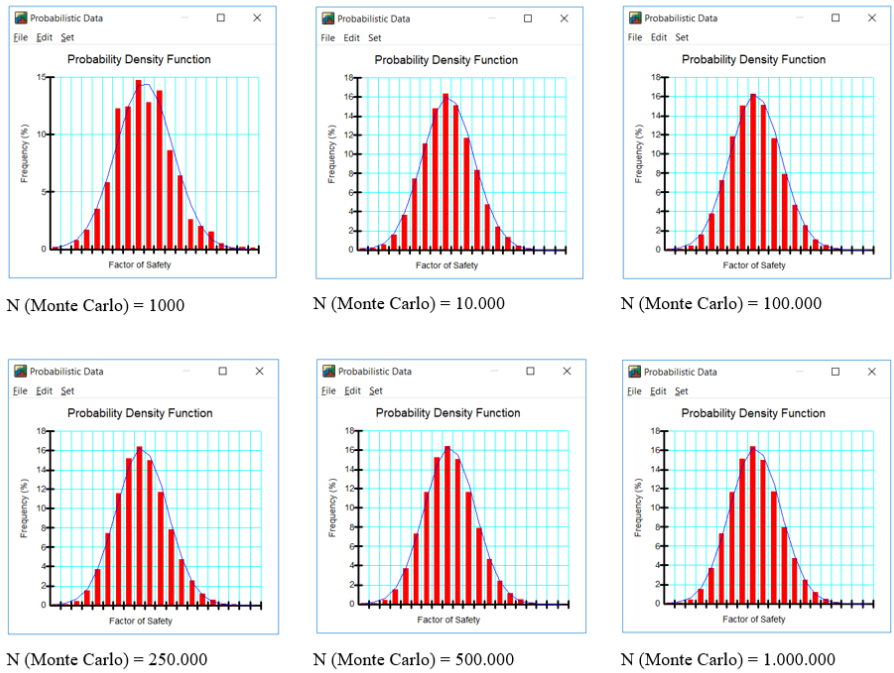 Probabilistic Data
File Edit Set
Probability Density Function
15
10
5
0
Frequency (%)
Factor of Safety
N (Monte Carlo) = 1000
Probabilistic Data
File Edit Set
Probability Density Function
18
16
14
12
10
8
6
4
2
0
Frequency (%)
Factor of Safety
N (Monte Carlo) = 10.000
Probabilistic Data
File Edit Set
Probability Density Function
18
16
14
12
10
8
6
4
2
0
Frequency (%)
Factor of Safety
N (Monte Carlo) = 100.000
Probabilistic Data
File Edit Set
Probability Density Function
18
16
14
12
10
8
6
4
2
0
Frequency (%)
Factor of Safety
N (Monte Carlo) = 250.000
Probabilistic Data
File Edit Set
Probability Density Function
18
16
14
12
10
8
6
4
2
0
Frequency (%)
Factor of Safety
N (Monte Carlo) = 500.000
Probabilistic Data
File Edit Set
Probability Density Function
18
16
14
12
10
8
6
4
2
0
Frequency (%)
Factor of Safety
N (Monte Carlo) = 1.000.000